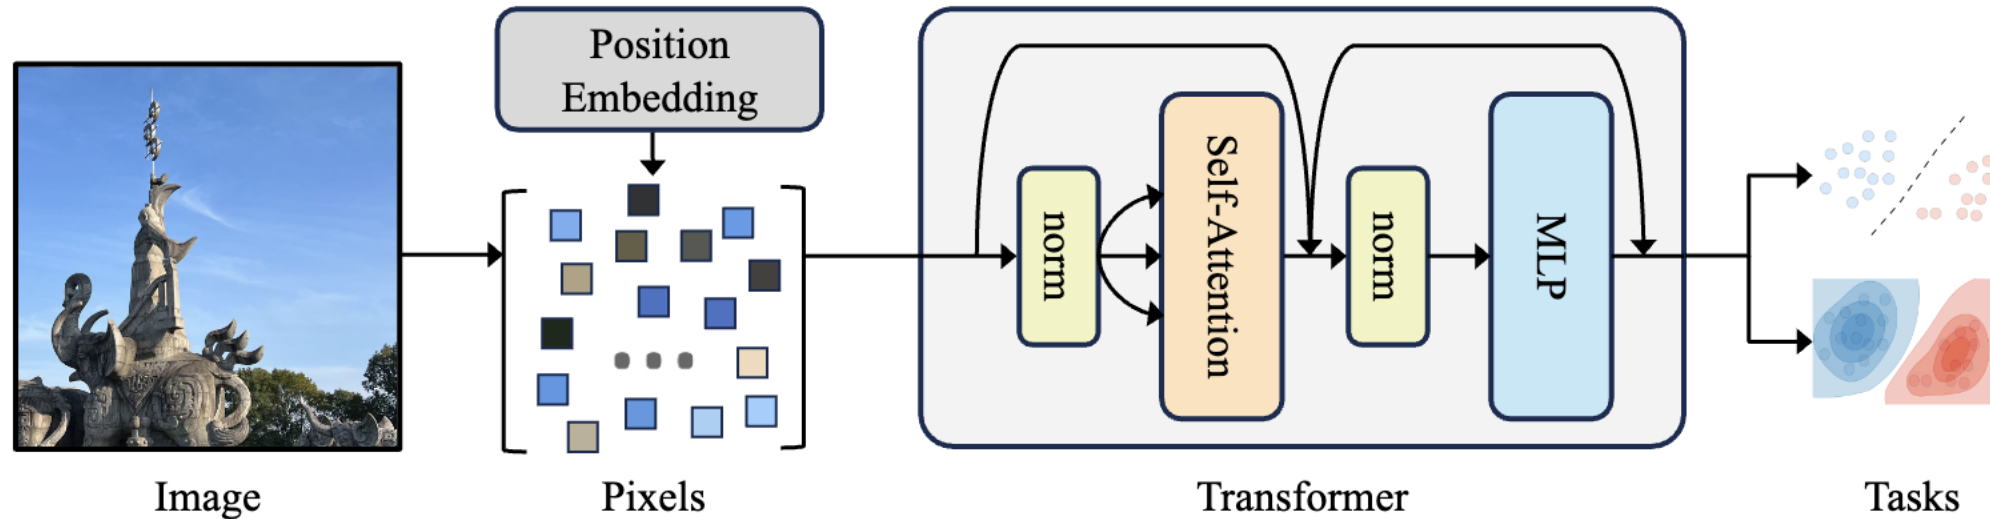 Position
Embedding
norm
Self-Attention
norm
MLP
Image
Pixels
Transformer
Tasks